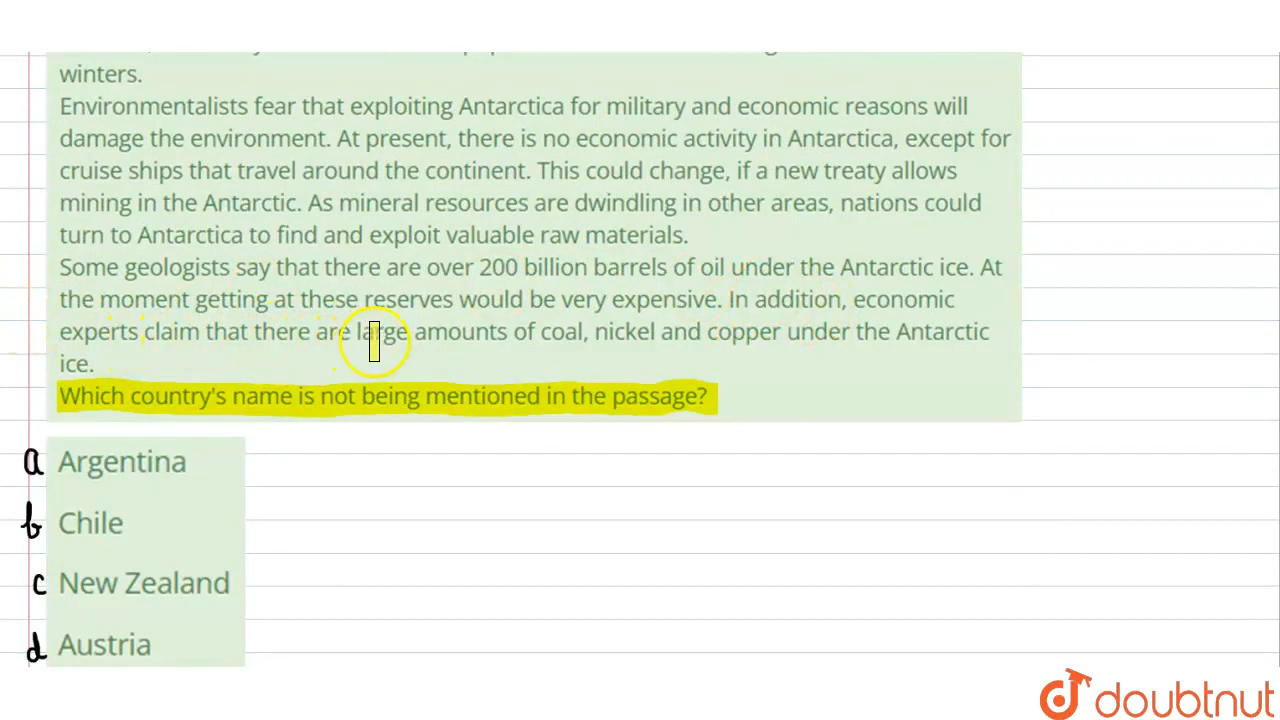 winters.
Environmentalists fear that exploiting Antarctica for military and economic reasons will
damage the environment. At present, there is no economic activity in Antarctica, except for
cruise ships that travel around the continent. This could change, if a new treaty allows
mining in the Antarctic. As mineral resources are dwindling in other areas, nations could
turn to Antarctica to find and exploit valuable raw materials.
Some geologists say that there are over 200 billion barrels of oil under the Antarctic ice. At
the moment getting at these reserves would be very expensive. In addition, economic
experts claim that there are large amounts of coal, nickel and copper under the Antarctic
ice.
Which country's name is not being mentioned in the passage?
a Argentina
b Chile
c New Zealand
d Austria
doubtnut